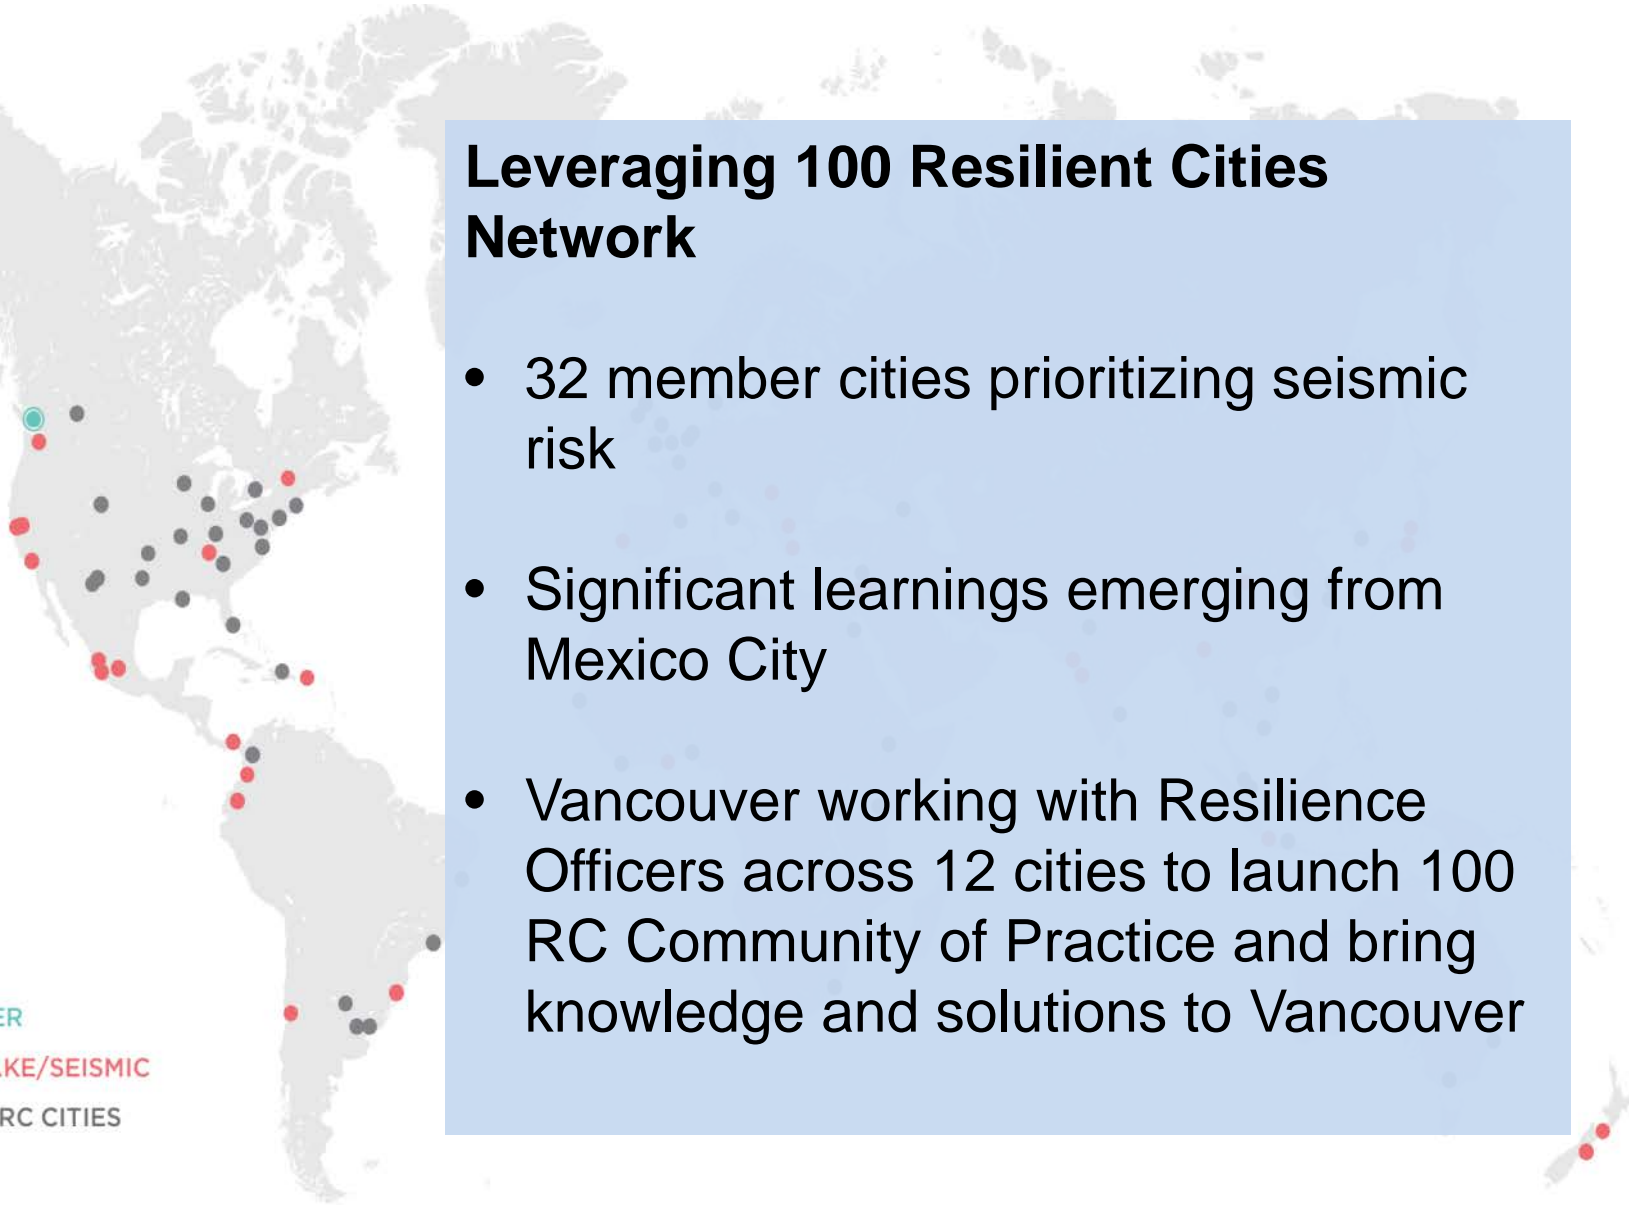 Leveraging 100 Resilient Cities
Network
• 32 member cities prioritizing seismic
risk
• Significant learnings emerging from
Mexico City
• Vancouver working with Resilience
Officers across 12 cities to launch 100
RC Community of Practice and bring
knowledge and solutions to Vancouver
ER
AKE/SEISMIC
RC CITIES